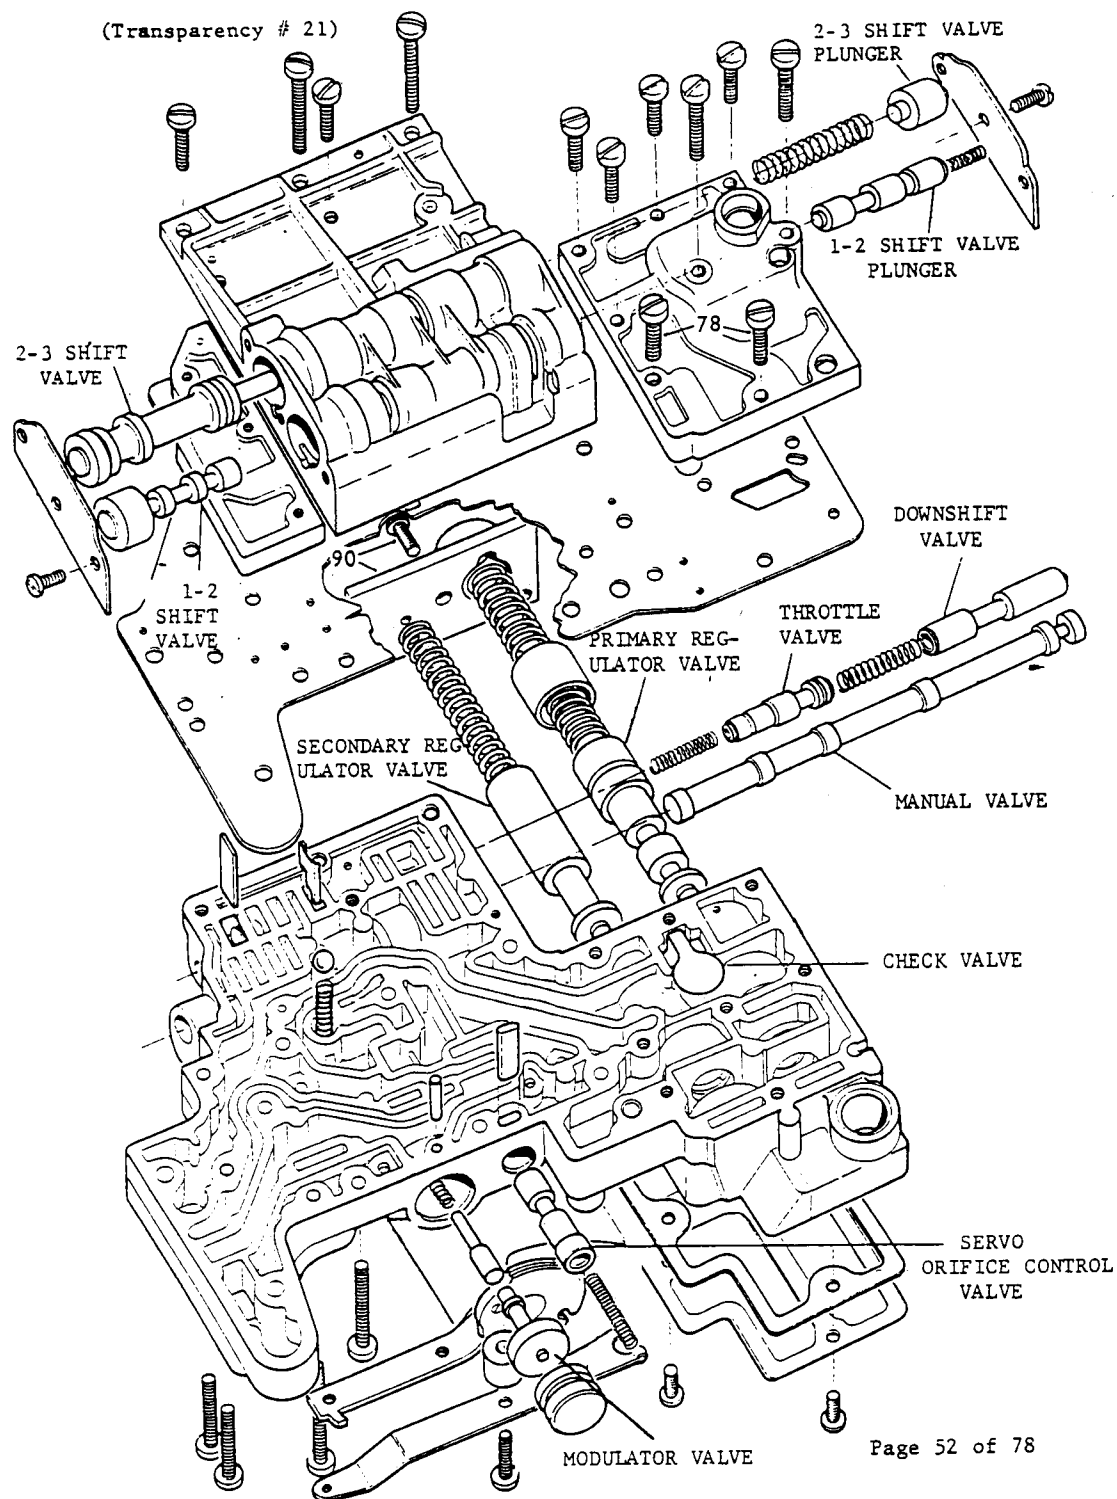 (Transparency # 21)
2-3 SHIFT VALVE
PLUNGER
1-2 SHIFT VALVE
PLUNGER
78
2-3 SHIFT
VALVE
90
1-2
SHIFT
VALVE
DOWNSHIFT
VALVE
THROTTLE
VALVE
PRIMARY REG-
ULATOR VALVE
SECONDARY REG-
ULATOR VALVE
MANUAL VALVE
CHECK VALVE
SERVO
ORIFICE CONTROL
VALVE
MODULATOR VALVE
Page 52 of 78